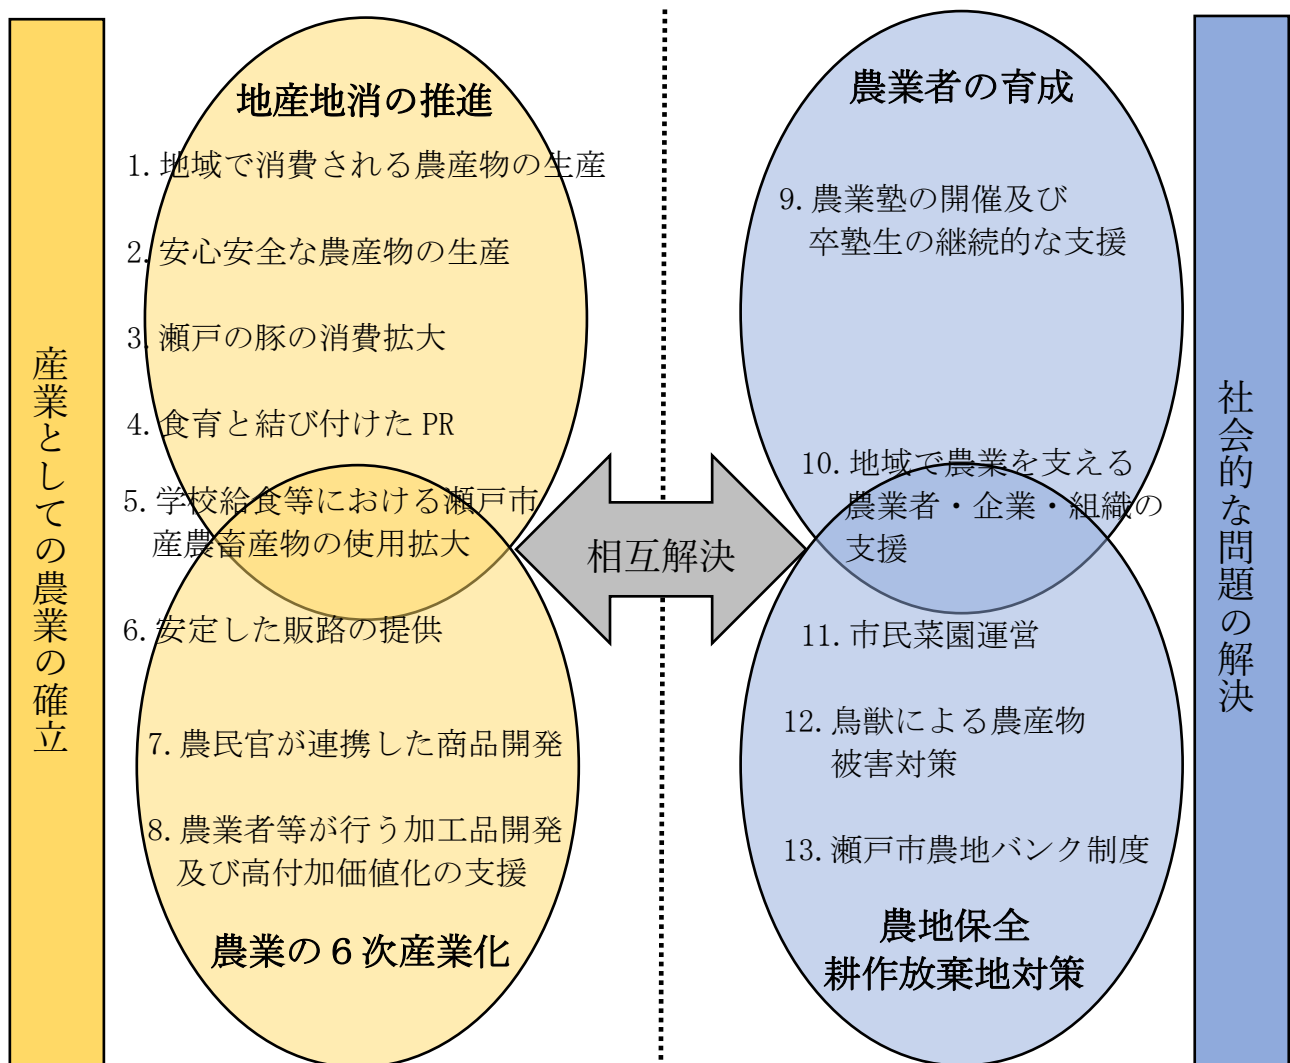 産業としての農業の確立
地産地消の推進
1. 地域で消費される農産物の生産
2. 安心安全な農産物の生産
3. 瀬戸の豚の消費拡大
4. 食育と結び付けた PR
5. 学校給食等における瀬戸市
産農畜産物の使用拡大
6. 安定した販路の提供
7. 農民官が連携した商品開発
8. 農業者等が行う加工品開発
及び高付加価値化の支援
農業の６次産業化
相互解決
農業者の育成
9. 農業塾の開催及び
卒塾生の継続的な支援
10. 地域で農業を支える
農業者・企業・組織の
支援
11. 市民菜園運営
12. 鳥獣による農産物
被害対策
13. 瀬戸市農地バンク制度
農地保全
耕作放棄地対策
社会的な問題の解決